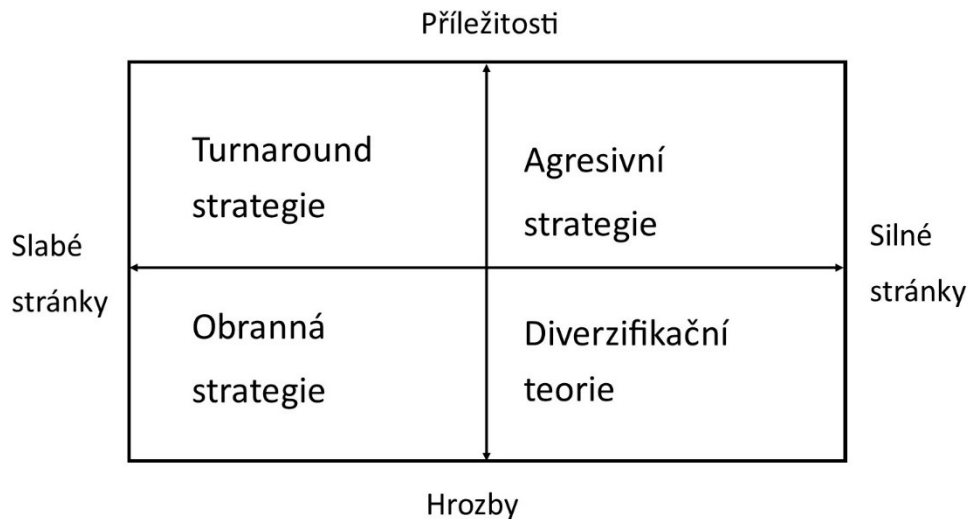 Příležitosti
Turnaround
strategie
Agresivní
strategie
Slabé
stránky
Silné
stránky
Obranná
strategie
Diverzifikační
teorie
Hrozby